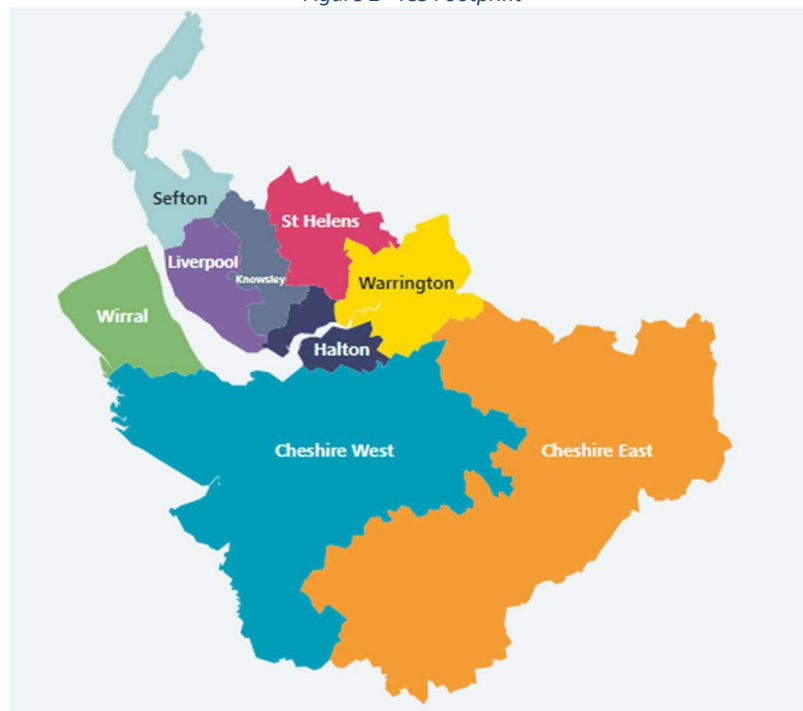 Sefton
St Helens
Liverpool
Knowsley
Warrington
Wirral
Halton
Cheshire West
Cheshire East